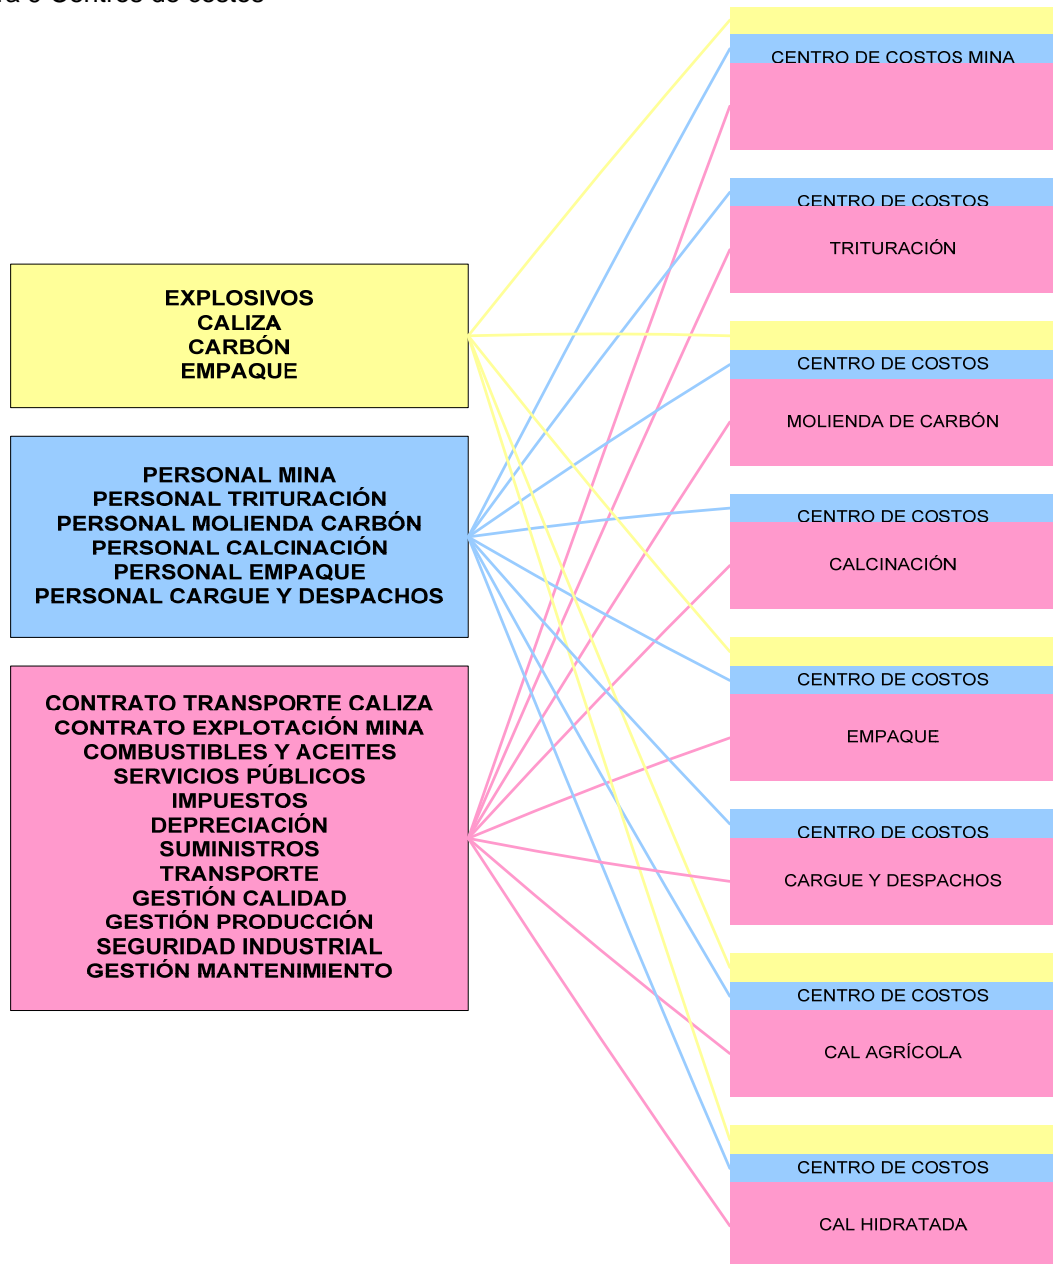 Centros de costos
EXPLOSIVOS
CALIZA
CARBÓN
EMPAQUE
PERSONAL MINA
PERSONAL TRITURACIÓN
PERSONAL MOLIENDA CARBÓN
PERSONAL CALCINACIÓN
PERSONAL EMPAQUE
PERSONAL CARGUE Y DESPACHOS
CONTRATO TRANSPORTE CALIZA
CONTRATO EXPLOTACIÓN MINA
COMBUSTIBLES Y ACEITES
SERVICIOS PÚBLICOS
IMPUESTOS
DEPRECIACIÓN
SUMINISTROS
TRANSPORTE
GESTIÓN CALIDAD
GESTIÓN PRODUCCIÓN
SEGURIDAD INDUSTRIAL
GESTIÓN MANTENIMIENTO
CENTRO DE COSTOS MINA
CENTRO DE COSTOS
TRITURACIÓN
CENTRO DE COSTOS
MOLIENDA DE CARBÓN
CENTRO DE COSTOS
CALCINACIÓN
CENTRO DE COSTOS
EMPAQUE
CENTRO DE COSTOS
CARGUE Y DESPACHOS
CENTRO DE COSTOS
CAL AGRÍCOLA
CENTRO DE COSTOS
CAL HIDRATADA